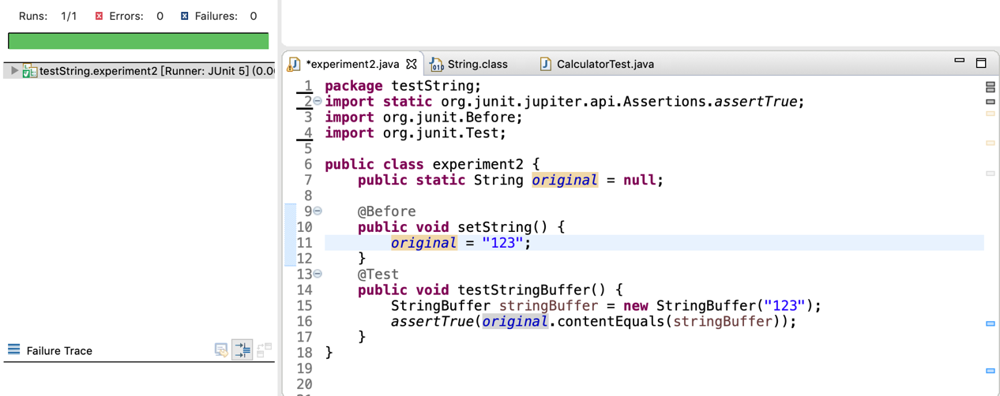 Runs: 1/1 Errors: 0 Failures: 0
testString.experiment2 [Runner: JUnit 5] (0.00
Failure Trace
*experiment2.java String.class CalculatorTest.java
1 package testString;
2 import static org.junit.jupiter.api.Assertions.assertTrue;
3 import org.junit.Before;
4 import org.junit.Test;
5
6 public class experiment2 {
7 public static String original = null;
8
9 @Before
10 public void setString() {
11 original = "123";
12 }
13 @Test
14 public void testStringBuffer() {
15 StringBuffer stringBuffer = new StringBuffer("123");
16 assertTrue(original.contentEquals(stringBuffer));
17 }
18 }
19
20